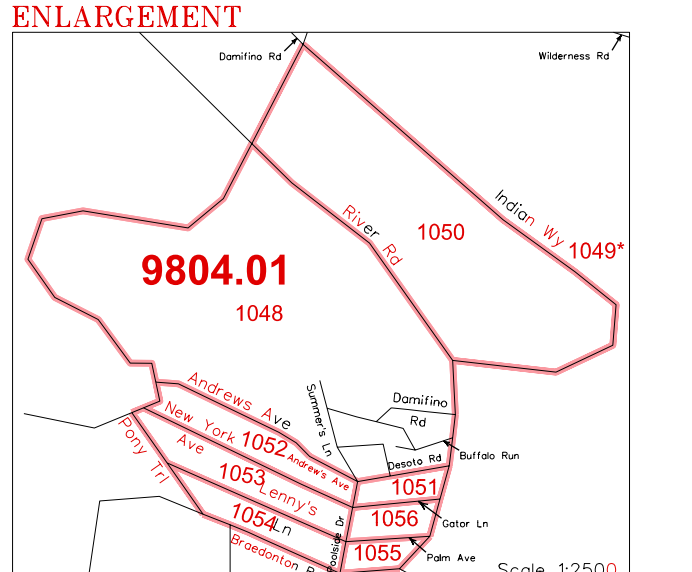 ENLARGEMENT
Damifino Rd
Wilderness Rd
Indian Wy
River Rd
1050
1049*
9804.01
1048
Andrews Ave
Summer's Ln
Damifino
Rd
New York
Ave
1052
Andrew's Ave
Buffalo Run
Desoto Rd
Pony Trl
1053
1051
Lenny's
Ln
1054
1056
Gator Ln
Poolside Dr
Braedonton
1055
Palm Ave
Scale 1:2500